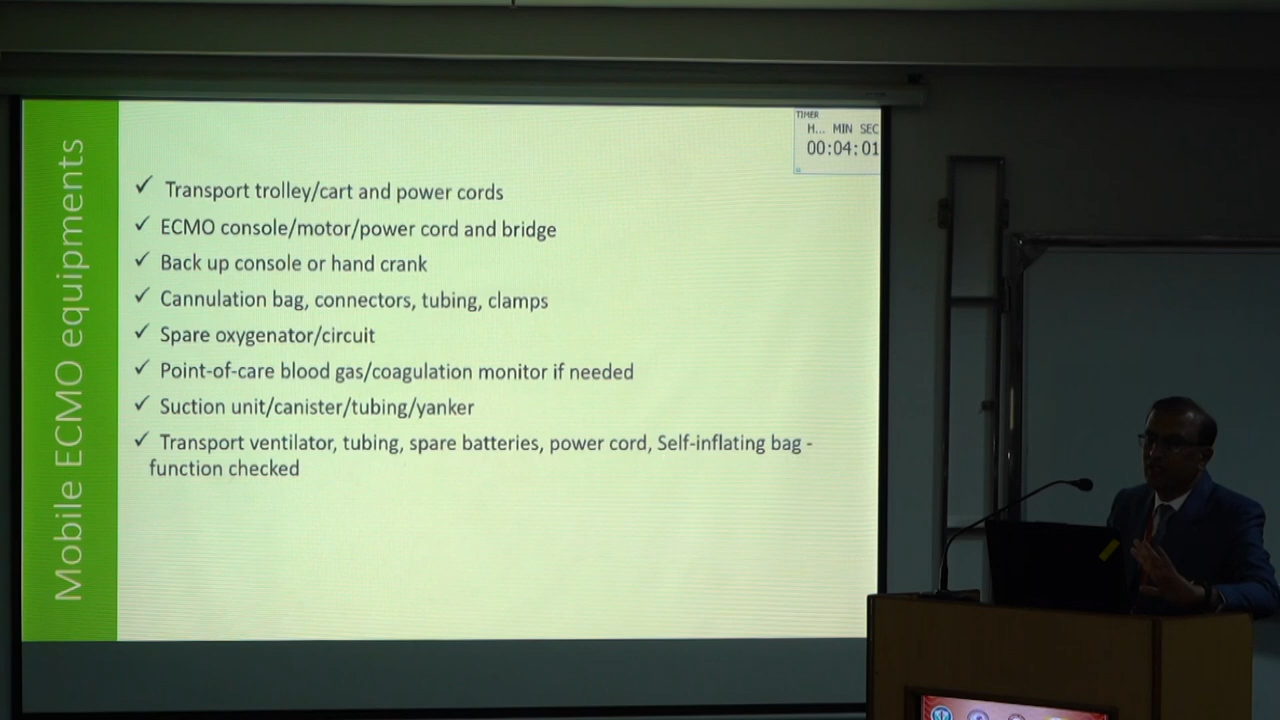 Mobile ECMO equipments
TIMER
H... MIN SEC
00:04:01
✓ Transport trolley/cart and power cords
✓ ECMO console/motor/power cord and bridge
✓ Back up console or hand crank
✓ Cannulation bag, connectors, tubing, clamps
✓ Spare oxygenator/circuit
✓ Point-of-care blood gas/coagulation monitor if needed
✓ Suction unit/canister/tubing/yanker
✓ Transport ventilator, tubing, spare batteries, power cord, Self-inflating bag -
function checked